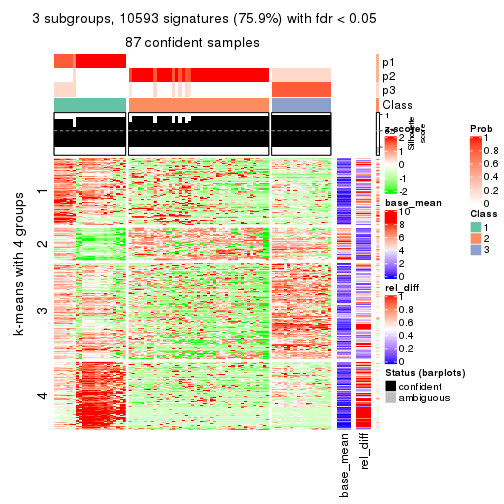 3 subgroups, 10593 signatures (75.9%) with fdr < 0.05
87 confident samples
p1
p2
p3
Class
1
Silhouette
score
k-means with 4 groups
1
2
3
4
base_mean
rel_diff
z-score
2
1
0
-1
-2
base_mean
10
8
6
4
2
0
rel_diff
1
0.8
0.6
0.4
0.2
0
Prob
1
0.8
0.6
0.4
0.2
0
Class
1
2
3
Status (barplots)
confident
ambiguous